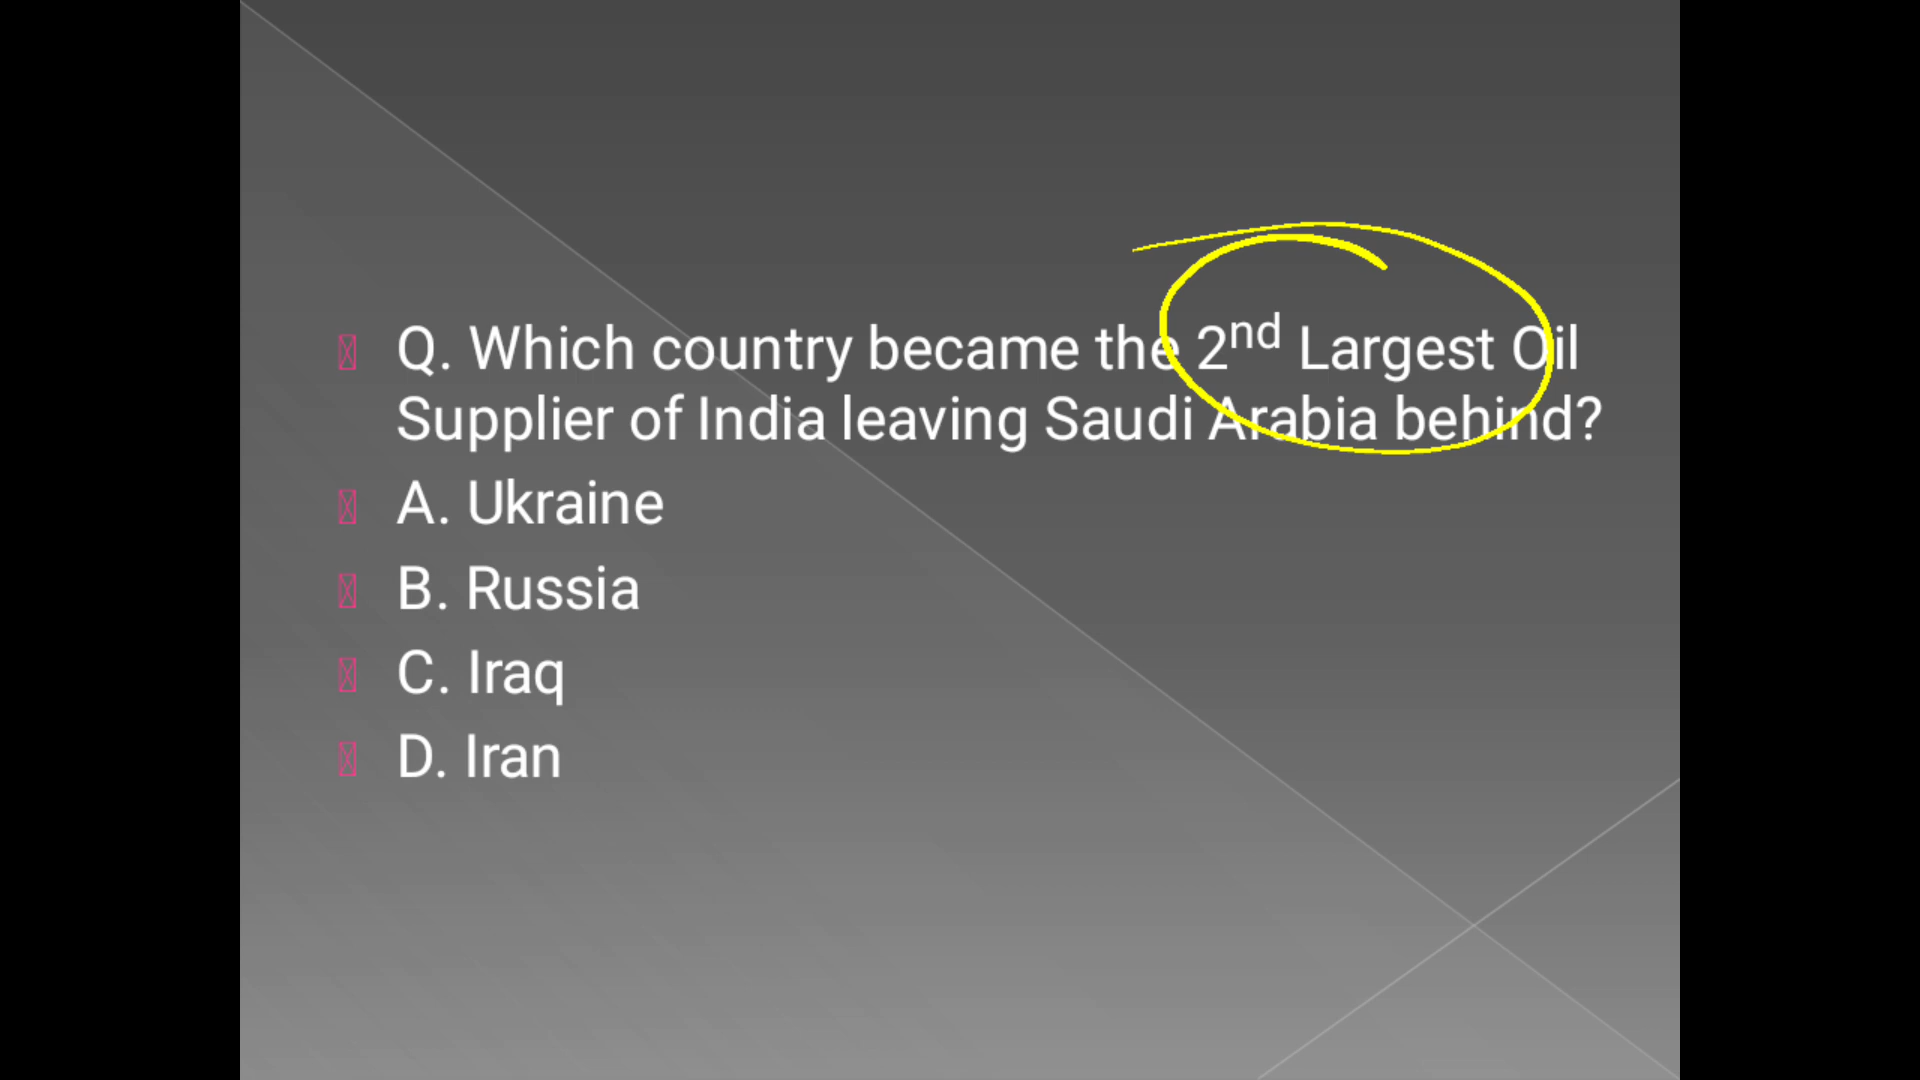 Q. Which country became the 2nd Largest Oil
Supplier of India leaving Saudi Arabia behind?
A. Ukraine
B. Russia
C. Iraq
D. Iran